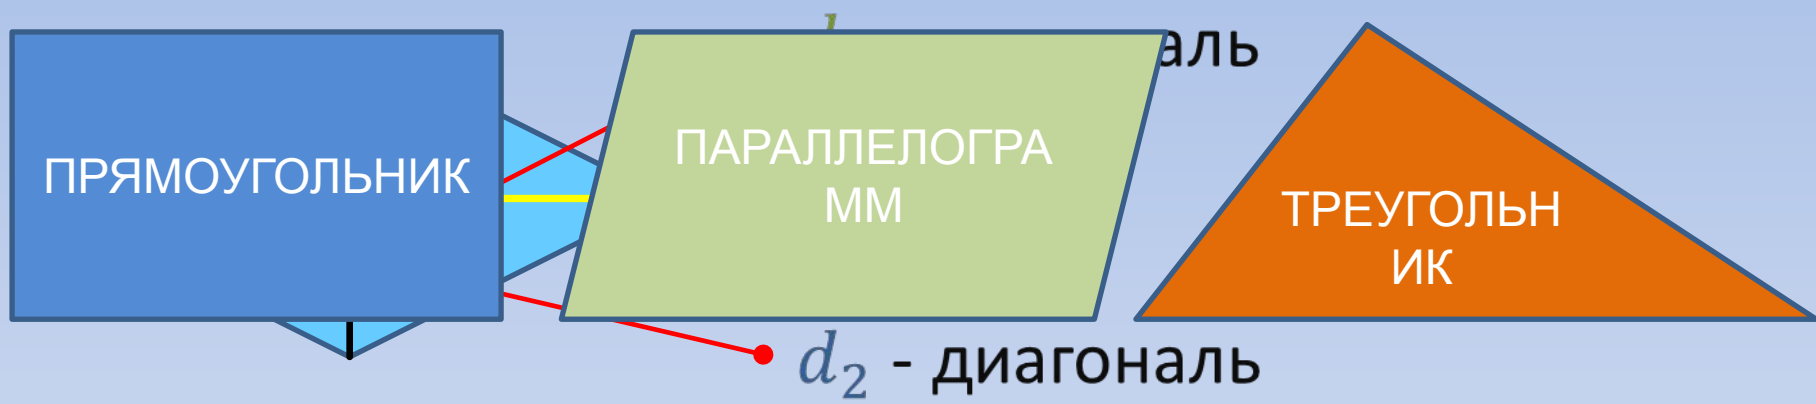 аль
ПРЯМОУГОЛЬНИК
ПАРАЛЛЕЛОГРА
ММ
ТРЕУГОЛЬН
ИК
d₂ - диагональ